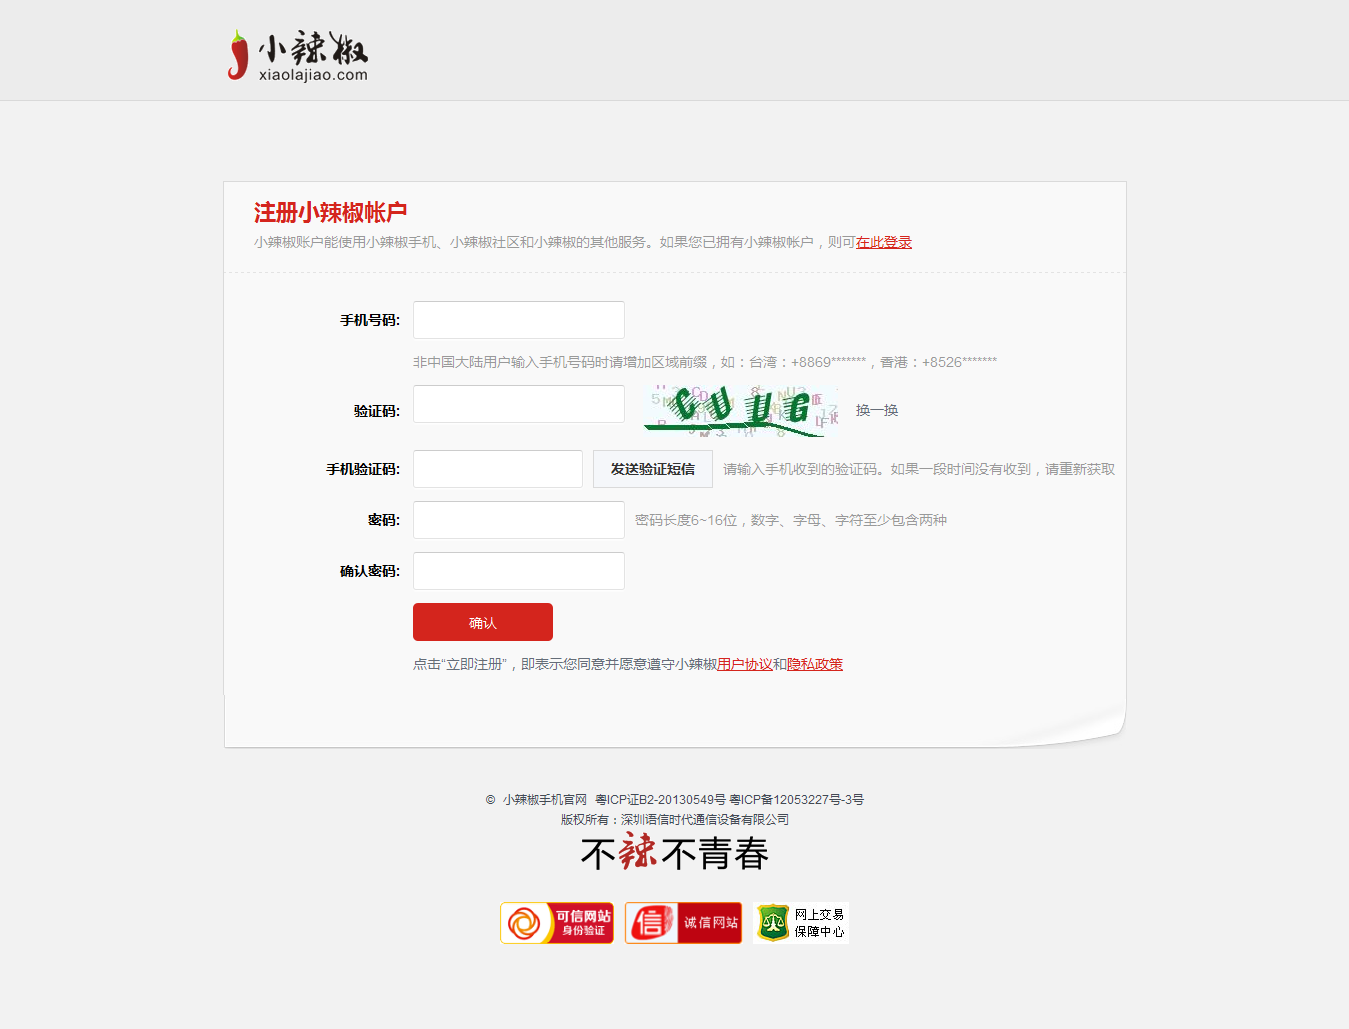 小辣椒
xiaolajiao.com
注册小辣椒帐户
小辣椒账户能使用小辣椒手机、小辣椒社区和小辣椒的其他服务。如果您已拥有小辣椒帐户，则可在此登录
手机号码:
非中国大陆用户输入手机号码时请增加区域前缀，如：台湾：+8869*******，香港：+8526*******
验证码: CUUG 换一换
手机验证码: 发送验证短信 请输入手机收到的验证码。如果一段时间没有收到，请重新获取
密码: 密码长度6~16位，数字、字母、字符至少包含两种
确认密码:
确认
点击“立即注册”，即表示您同意并愿意遵守小辣椒用户协议和隐私政策
© 小辣椒手机官网 粤ICP证B2-20130549号 粤ICP备12053227号-3号
版权所有：深圳语信时代通信设备有限公司
不辣不青春
可信网站
身份验证
信 诚信网站
网上交易
保障中心